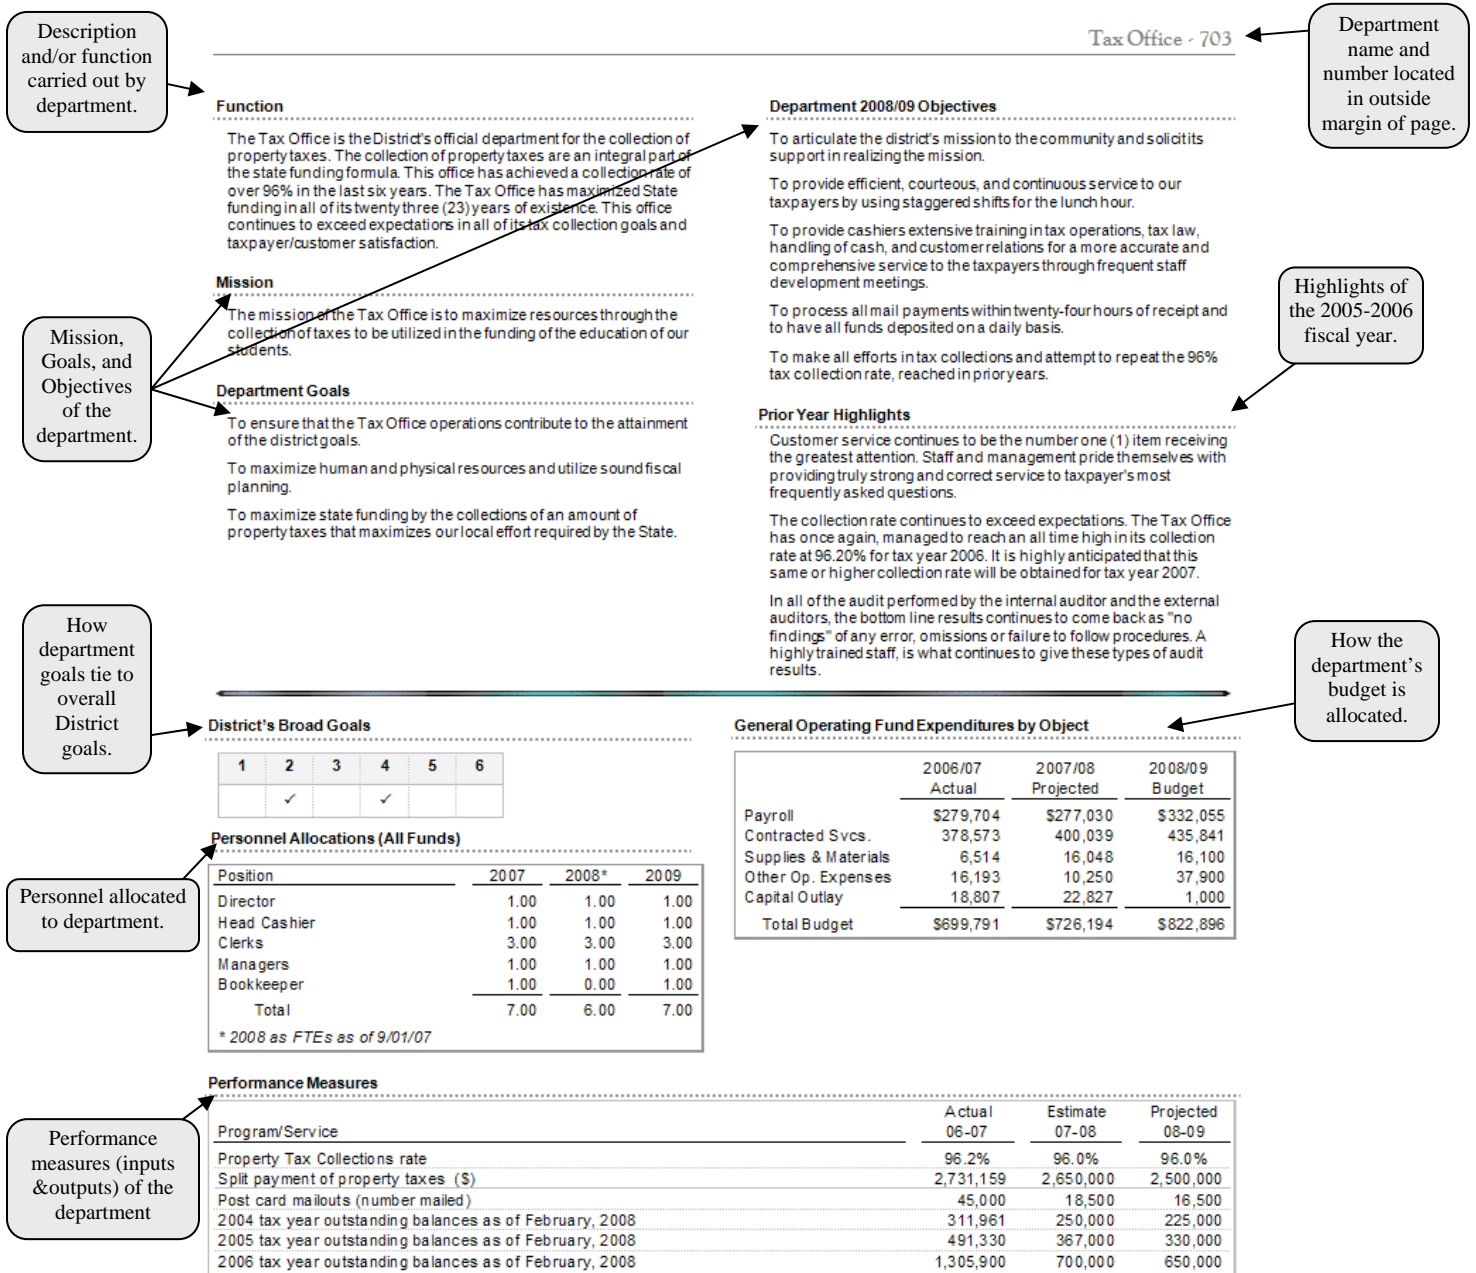 Description
and/or function
carried out by
department.
Tax Office - 703
Department
name and
number located
in outside
margin of page.
Function
The Tax Office is the District's official department for the collection of
property taxes. The collection of property taxes are an integral part of
the state funding formula. This office has achieved a collection rate of
over 96% in the last six years. The Tax Office has maximized State
funding in all of its twenty three (23) years of existence. This office
continues to exceed expectations in all of its tax collection goals and
taxpayer/customer satisfaction.
Mission
The mission of the Tax Office is to maximize resources through the
collection of taxes to be utilized in the funding of the education of our
students.
Mission,
Goals, and
Objectives
of the
department.
Department Goals
To ensure that the Tax Office operations contribute to the attainment
of the district goals.
To maximize human and physical resources and utilize sound fiscal
planning.
To maximize state funding by the collections of an amount of
property taxes that maximizes our local effort required by the State.
Department 2008/09 Objectives
To articulate the district's mission to the community and solicit its
support in realizing the mission.
To provide efficient, courteous, and continuous service to our
taxpayers by using staggered shifts for the lunch hour.
To provide cashiers extensive training in tax operations, tax law,
handling of cash, and customer relations for a more accurate and
comprehensive service to the taxpayers through frequent staff
development meetings.
To process all mail payments within twenty-four hours of receipt and
to have all funds deposited on a daily basis.
To make all efforts in tax collections and attempt to repeat the 96%
tax collection rate, reached in prior years.
Highlights of
the 2005-2006
fiscal year.
Prior Year Highlights
Customer service continues to be the number one (1) item receiving
the greatest attention. Staff and management pride themselves with
providing truly strong and correct service to taxpayer's most
frequently asked questions.
The collection rate continues to exceed expectations. The Tax Office
has once again, managed to reach an all time high in its collection
rate at 96.20% for tax year 2006. It is highly anticipated that this
same or higher collection rate will be obtained for tax year 2007.
In all of the audit performed by the internal auditor and the external
auditors, the bottom line results continues to come back as "no
findings" of any error, omissions or failure to follow procedures. A
highly trained staff, is what continues to give these types of audit
results.
How
department
goals tie to
overall
District
goals.
District's Broad Goals
1 2 3 4 5 6
✓ ✓
How the
department's
budget is
allocated.
General Operating Fund Expenditures by Object
2006/07 2007/08 2008/09
Actual Projected Budget
Payroll $279,704 $277,030 $332,055
Contracted Svcs. 378,573 400,039 435,841
Supplies & Materials 6,514 16,048 16,100
Other Op. Expenses 16,193 10,250 37,900
Capital Outlay 18,807 22,827 1,000
Total Budget $699,791 $726,194 $822,896
Personnel allocated
to department.
Personnel Allocations (All Funds)
Position 2007 2008* 2009
Director 1.00 1.00 1.00
Head Cashier 1.00 1.00 1.00
Clerks 3.00 3.00 3.00
Managers 1.00 1.00 1.00
Bookkeeper 1.00 0.00 1.00
Total 7.00 6.00 7.00
* 2008 as FTEs as of 9/01/07
Performance
measures (inputs
&outputs) of the
department
Performance Measures
Actual Estimate Projected
Program/Service 06-07 07-08 08-09
Property Tax Collections rate 96.2% 96.0% 96.0%
Split payment of property taxes ($) 2,731,159 2,650,000 2,500,000
Post card mailouts (number mailed) 45,000 18,500 16,500
2004 tax year outstanding balances as of February, 2008 311,961 250,000 225,000
2005 tax year outstanding balances as of February, 2008 491,330 367,000 330,000
2006 tax year outstanding balances as of February, 2008 1,305,900 700,000 650,000